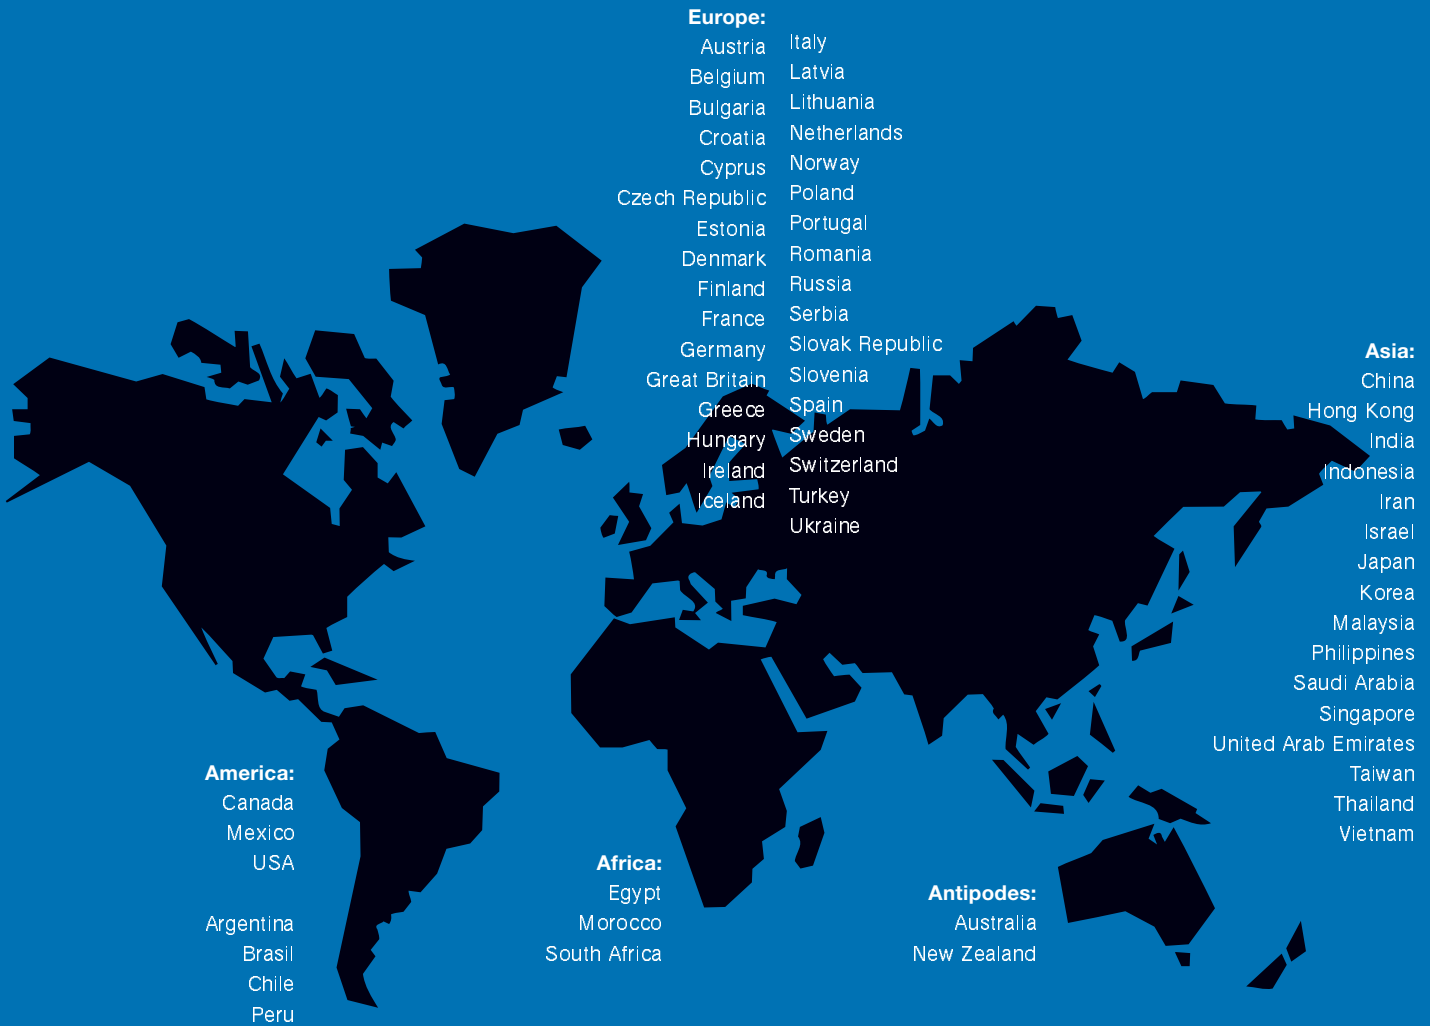 Europe:
Austria
Belgium
Bulgaria
Croatia
Cyprus
Czech Republic
Estonia
Denmark
Finland
France
Germany
Great Britain
Greece
Hungary
Ireland
Iceland
Italy
Latvia
Lithuania
Netherlands
Norway
Poland
Portugal
Romania
Russia
Serbia
Slovak Republic
Slovenia
Spain
Sweden
Switzerland
Turkey
Ukraine
Asia:
China
Hong Kong
India
Indonesia
Iran
Israel
Japan
Korea
Malaysia
Philippines
Saudi Arabia
Singapore
United Arab Emirates
Taiwan
Thailand
Vietnam
America:
Canada
Mexico
USA
Argentina
Brasil
Chile
Peru
Africa:
Egypt
Morocco
South Africa
Antipodes:
Australia
New Zealand